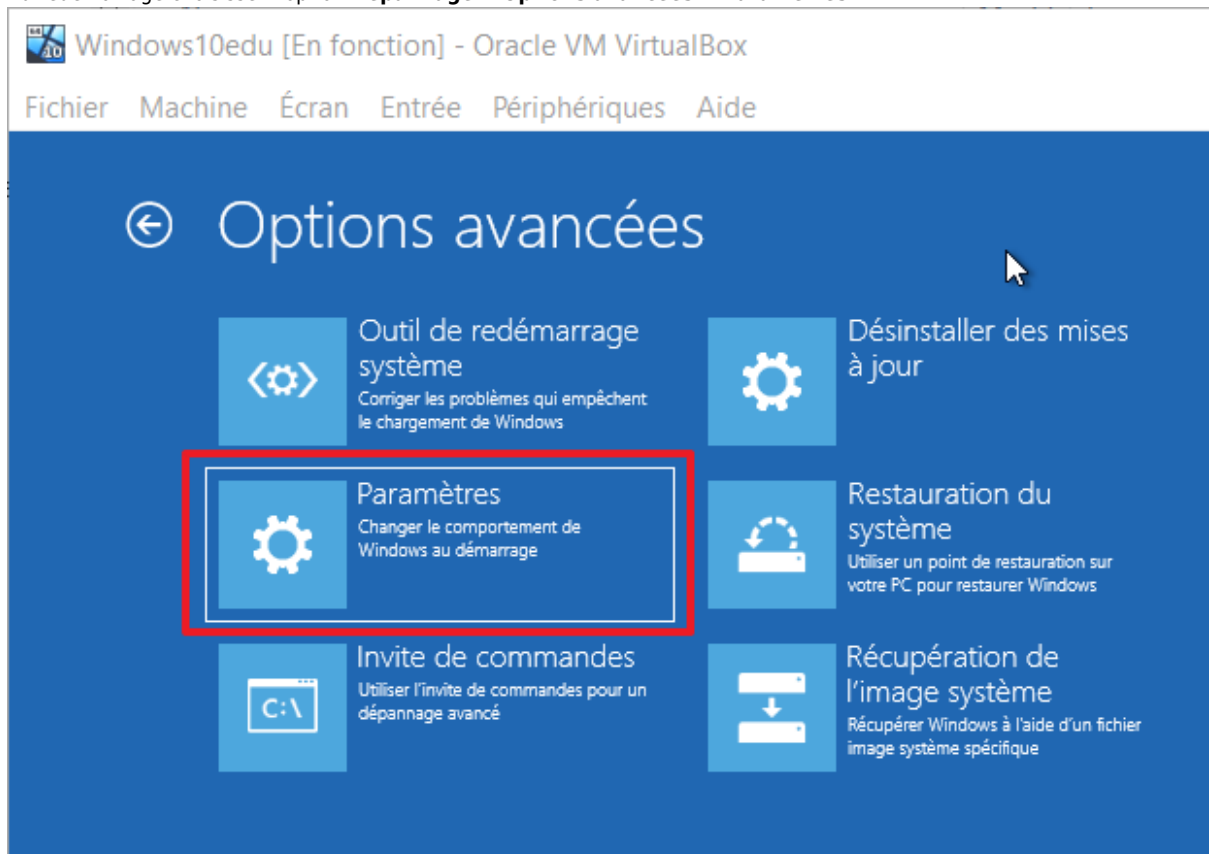 Windows10edu [En fonction] - Oracle VM VirtualBox
Fichier Machine Écran Entrée Périphériques Aide
Options avancées
Outil de redémarrage
système
Corriger les problèmes qui empêchent
le chargement de Windows
Désinstaller des mises
à jour
Paramètres
Changer le comportement de
Windows au démarrage
Restauration du
système
Utiliser un point de restauration sur
votre PC pour restaurer Windows
C:\
Invite de commandes
Utiliser l'invite de commandes pour un
dépannage avancé
Récupération de
l'image système
Récupérer Windows à l'aide d'un fichier
image système spécifique